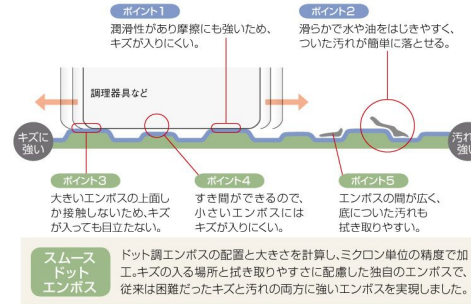 ポイント1
潤滑性があり摩擦にも強いため、
キズが入りにくい。
ポイント2
滑らかで水や油をはじきやすく、
ついた汚れが簡単に落とせる。
調理器具など
キズに
強い
汚れ
強い
ポイント3
大きいエンボスの上面し
か接触しないため、キズ
が入っても目立たない。
ポイント4
すき間ができるので、
小さいエンボスには
キズが入りにくい。
ポイント5
エンボスの間が広く、
底についた汚れも
拭き取りやすい。
スムース
ドット
エンボス
ドット調エンボスの配置と大きさを計算し、ミクロン単位の精度で加
工。キズの入る場所と拭き取りやすさに配慮した独自のエンボスで、
従来は困難だったキズと汚れの両方に強いエンボスを実現しました。